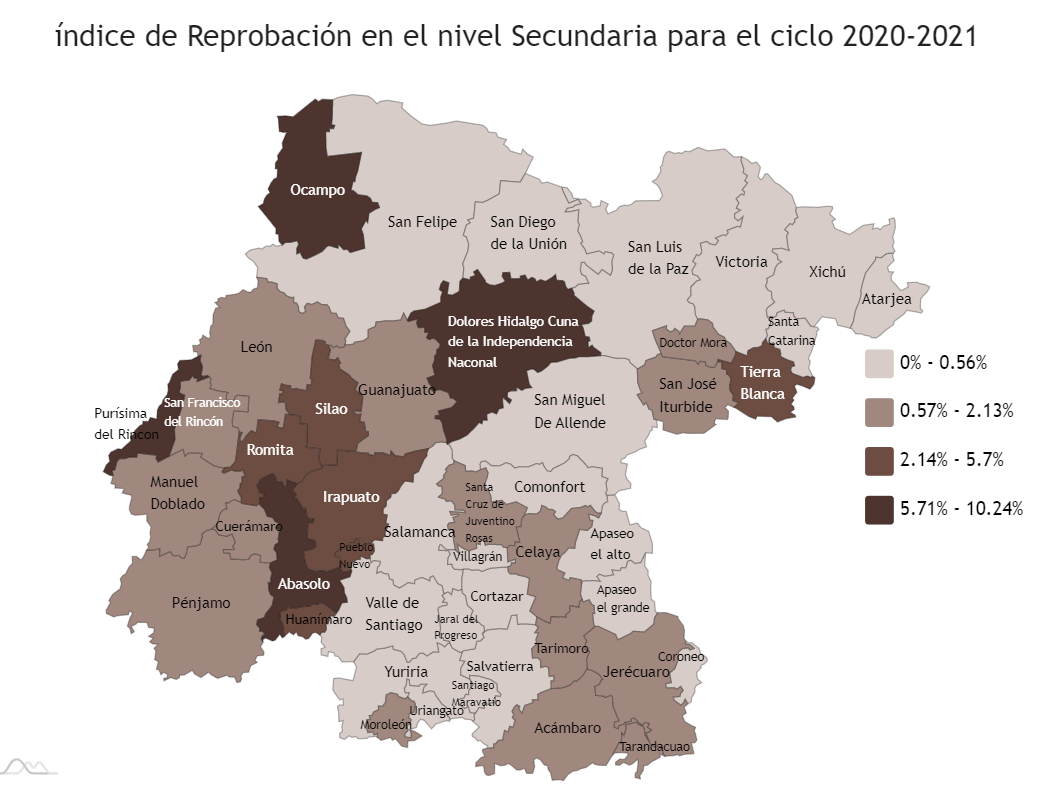 índice de Reprobación en el nivel Secundaria para el ciclo 2020-2021
Ocampo
San Felipe
San Diego
de la Unión
San Luis
de la Paz
Victoria
Xichú
Atarjea
Santa
Catarina
Dolores Hidalgo Cuna
de la Independencia
Naconal
Doctor Mora
Tierra
Blanca
San José
Iturbide
León
Guanajuato
San Miguel
De Allende
San Francisco
del Rincón
Purísima
del Rincon
Silao
Romita
Manuel
Doblado
Irapuato
Cuerámaro
Pueblo
Nuevo
Abasolo
Pénjamo
Huanímaro
Salamanca
Santa
Cruz de
Juventino
Rosas
Comonfort
Villagrán
Celaya
Apaseo
el alto
Apaseo
el grande
Valle de
Santiago
Cortazar
Jaral del
Progreso
Salvatierra
Tarimoro
Jerécuaro
Coroneo
Yuriria
Santiago
Maravatío
Uriangato
Moroleón
Acámbaro
Tarandacuao
0% - 0.56%
0.57% - 2.13%
2.14% - 5.7%
5.71% - 10.24%